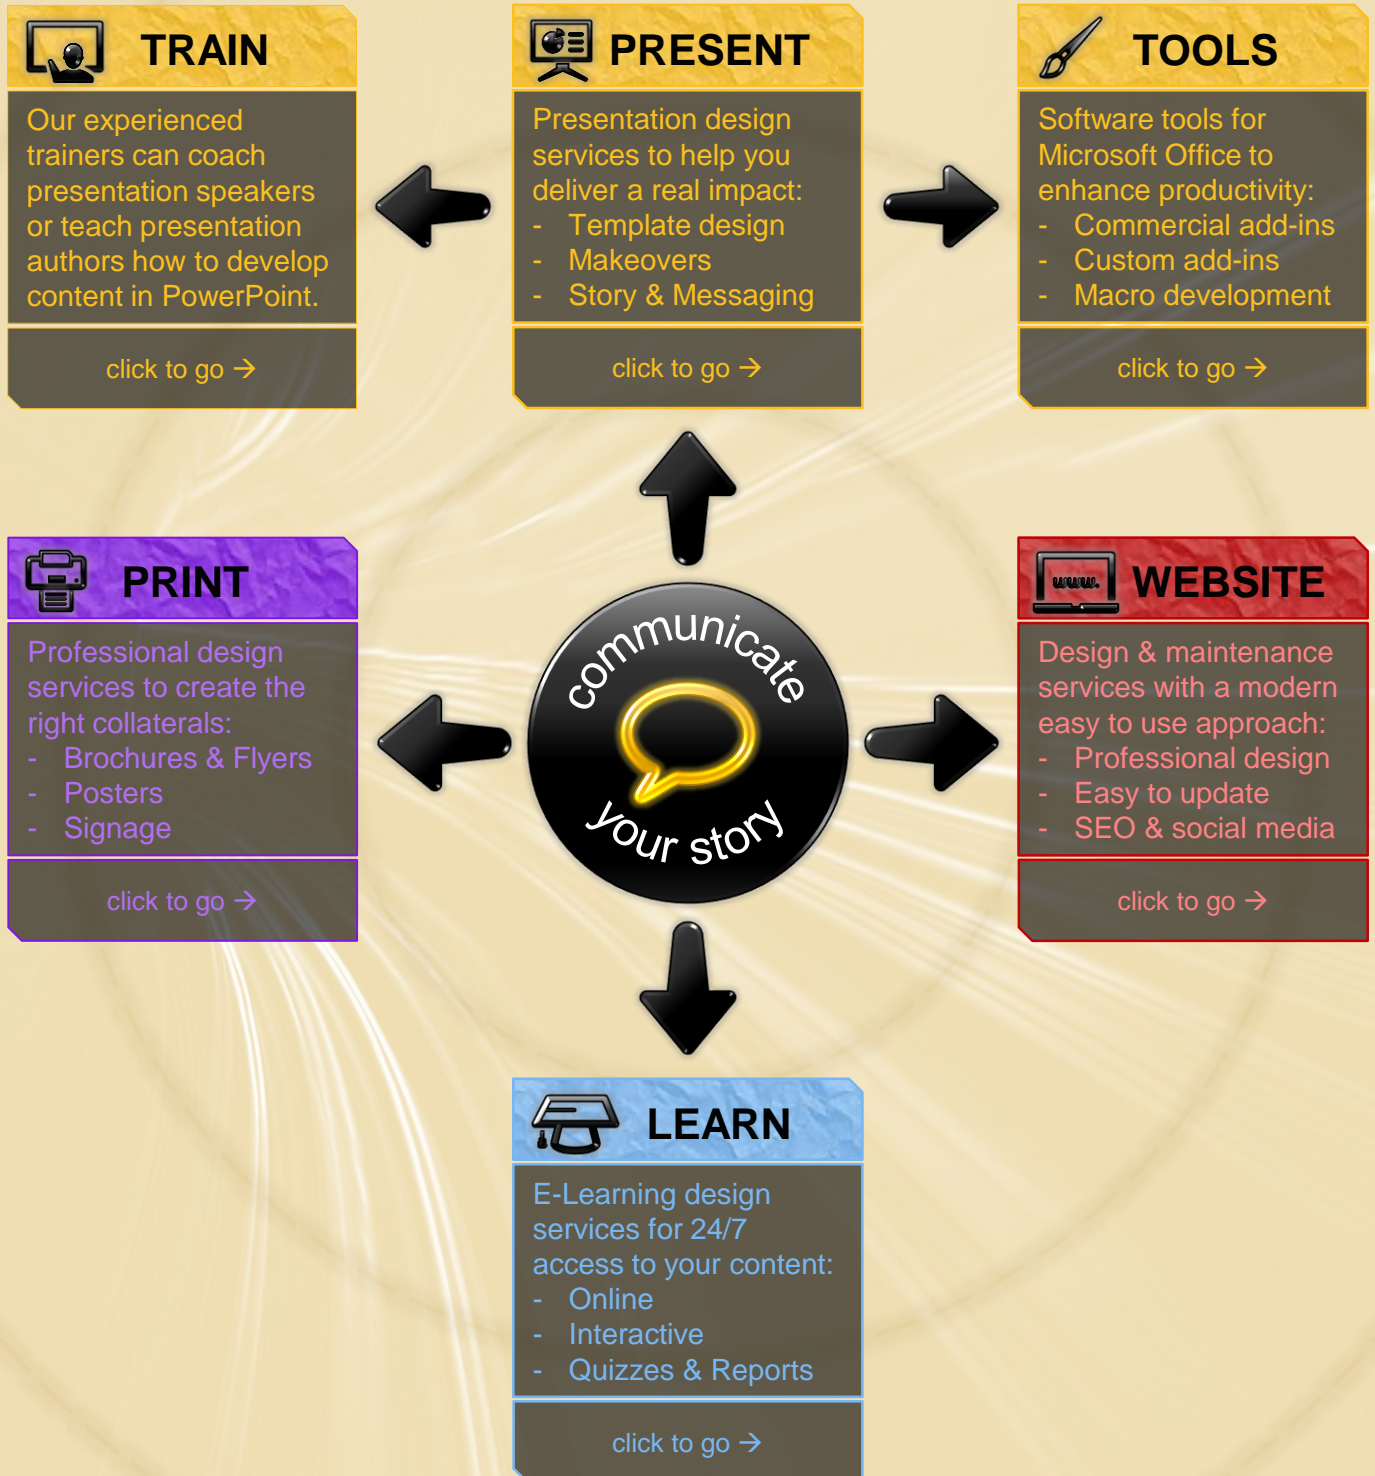 TRAIN
Our experienced
trainers can coach
presentation speakers
or teach presentation
authors how to develop
content in PowerPoint.
click to go →
PRESENT
Presentation design
services to help you
deliver a real impact:
- Template design
- Makeovers
- Story & Messaging
click to go →
TOOLS
Software tools for
Microsoft Office to
enhance productivity:
- Commercial add-ins
- Custom add-ins
- Macro development
click to go →
PRINT
Professional design
services to create the
right collaterals:
- Brochures & Flyers
- Posters
- Signage
click to go →
communicate
your story
www.
WEBSITE
Design & maintenance
services with a modern
easy to use approach:
- Professional design
- Easy to update
- SEO & social media
click to go →
LEARN
E-Learning design
services for 24/7
access to your content:
- Online
- Interactive
- Quizzes & Reports
click to go →